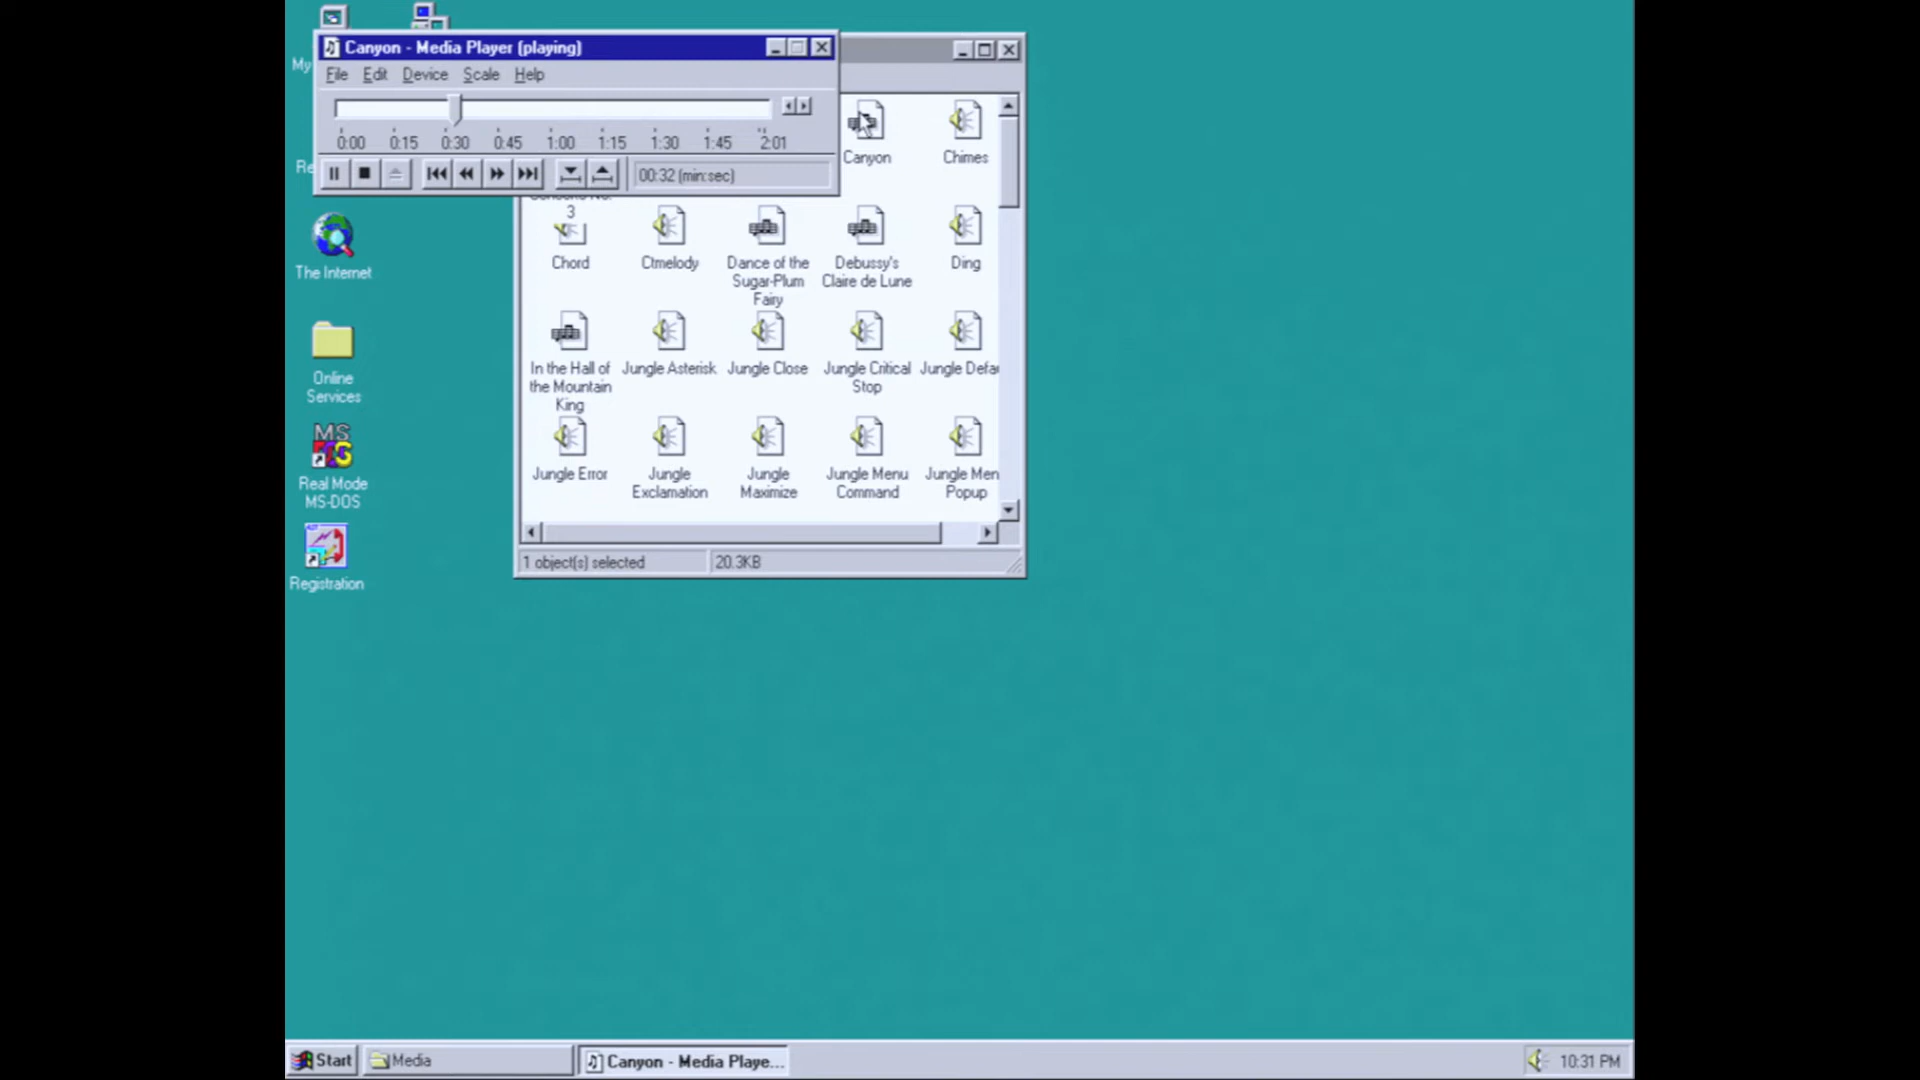 Canyon - Media Player (playing)
File Edit Device Scale Help
0:00 0:15 0:30 0:45 1:00 1:15 1:30 1:45 2:01
00:32 (min:sec)
My
Re
The Internet
Online
Services
MS
Real Mode
MS-DOS
Registration
Canyon
Chimes
3
Chord
Ctmelody
Dance of the
Sugar-Plum
Fairy
Debussy's
Claire de Lune
Ding
In the Hall of
the Mountain
King
Jungle Asterisk
Jungle Close
Jungle Critical
Stop
Jungle Defau
Jungle Error
Jungle
Exclamation
Jungle
Maximize
Jungle Menu
Command
Jungle Men
Popup
1 object(s) selected
20.3KB
Start
Media
Canyon - Media Playe...
10:31 PM